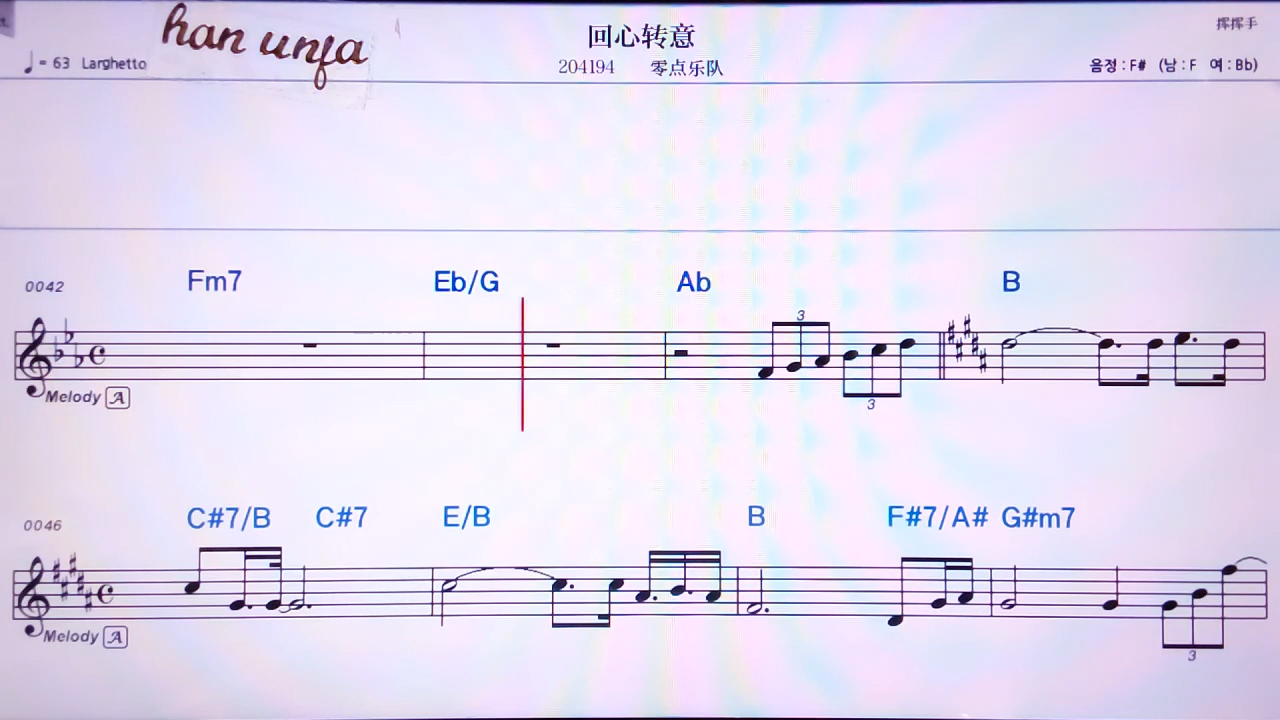 han unfa
回心转意
挥挥手
♩= 63 Larghetto
204194 零点乐队
음정 : F# (남 : F 여 : Bb)
0042 Fm7 Eb/G Ab B
3
3
Melody A
0046 C#7/B C#7 E/B B F#7/A# G#m7
Melody A
3